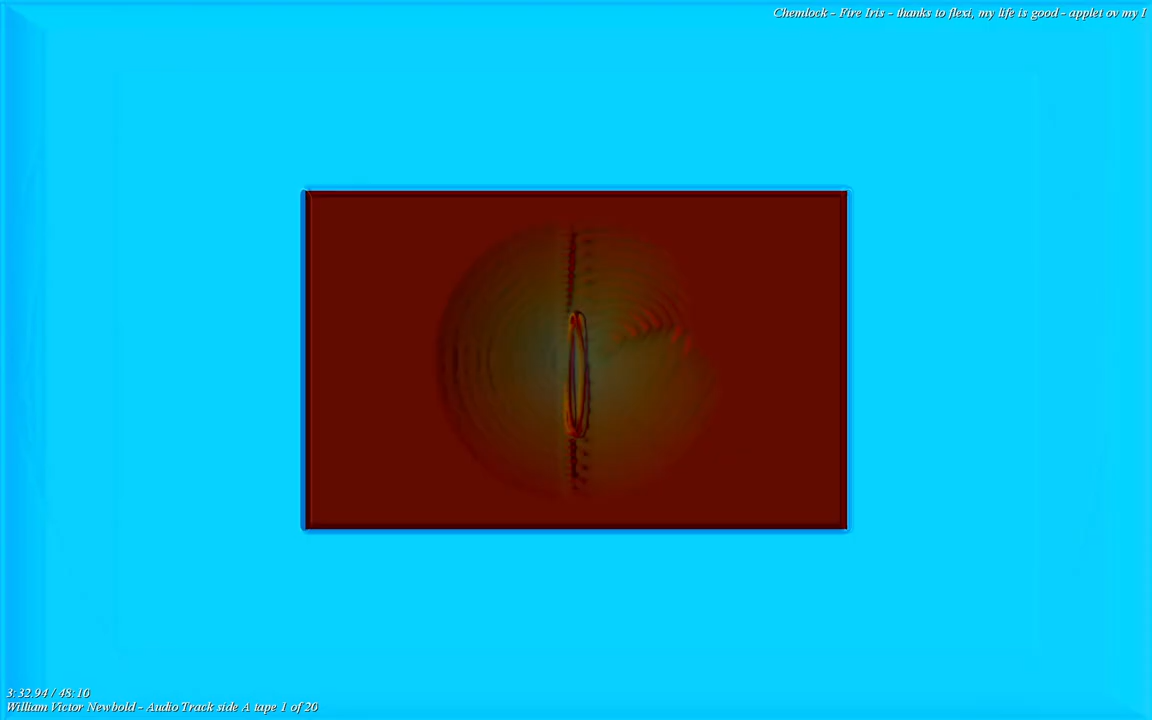 Chemlock - Fire Iris - thanks to flexi, my life is good - applet ov my I
3:32.94 / 48:10
William Victor Newbold - Audio Track side A tape 1 of 20